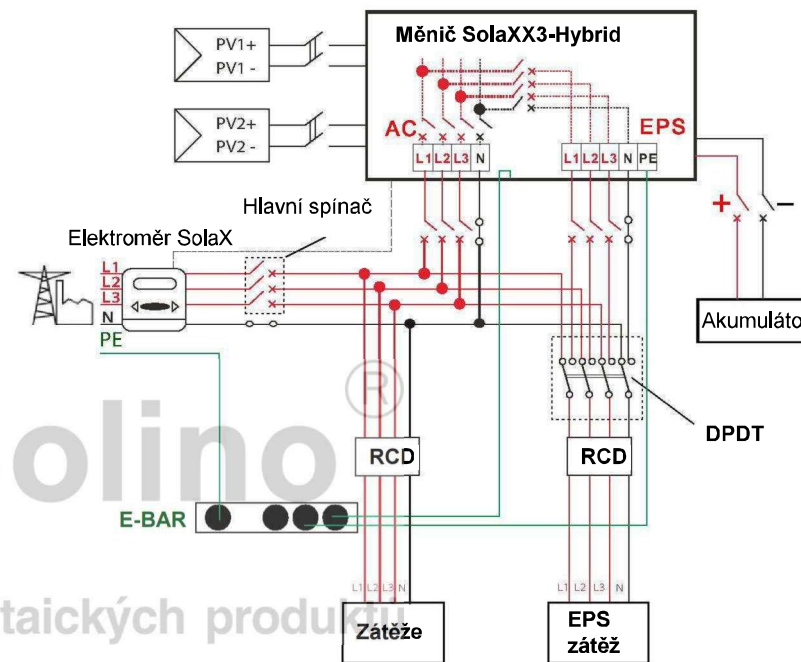 Měnič SolaXX3-Hybrid
PV1+
PV1 -
PV2+
PV2 -
AC
EPS
L1 L2 L3 N
L1 L2 L3 N PE
Hlavní spínač
+ −
Elektroměr SolaX
L1
L2
L3
N
PE
Akumuláto
DPDT
®
olino
RCD
RCD
E-BAR
L1 L2 L3 N
L1 L2 L3 N
taických produktů
Zátěže
EPS
zátěž